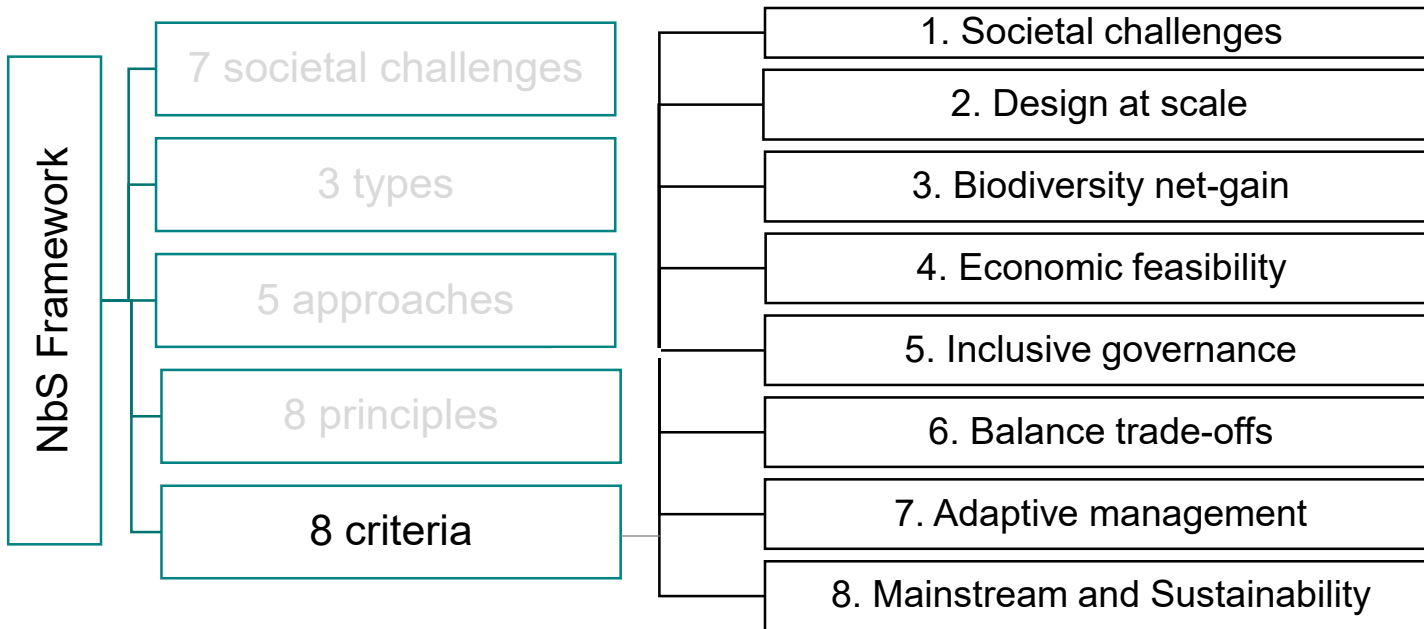 NbS Framework
7 societal challenges
3 types
5 approaches
8 principles
8 criteria
1. Societal challenges
2. Design at scale
3. Biodiversity net-gain
4. Economic feasibility
5. Inclusive governance
6. Balance trade-offs
7. Adaptive management
8. Mainstream and Sustainability